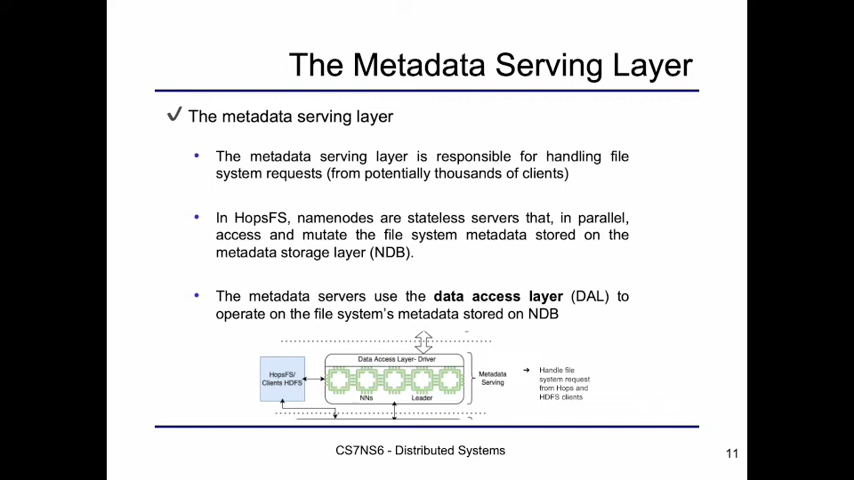 The Metadata Serving Layer
✓ The metadata serving layer
• The metadata serving layer is responsible for handling file
system requests (from potentially thousands of clients)
• In HopsFS, namenodes are stateless servers that, in parallel,
access and mutate the file system metadata stored on the
metadata storage layer (NDB).
• The metadata servers use the data access layer (DAL) to
operate on the file system's metadata stored on NDB
Data Access Layer- Driver
HopsFS/
Clients HDFS
NNs
Leader
Metadata
Serving
➔ Handle file
system request
from Hops and
HDFS clients
CS7NS6 - Distributed Systems
11